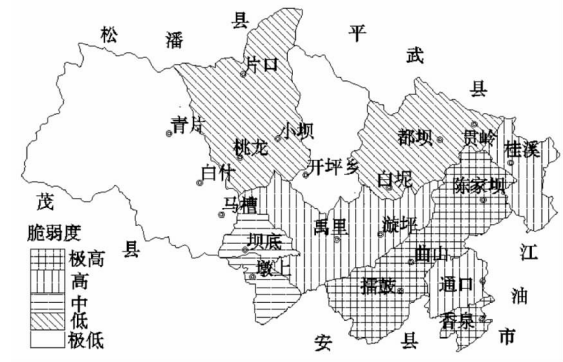 松潘县
平武县
片口
青片
桃龙
小坝
都坝
贯岭
桂溪
白什
开坪乡
白坭
陈家坝
茂县
马槽
禹里
漩坪
坝底
曲山
墩上
擂鼓
通口
香泉
江油市
安县
脆弱度
极高
高
中
低
极低